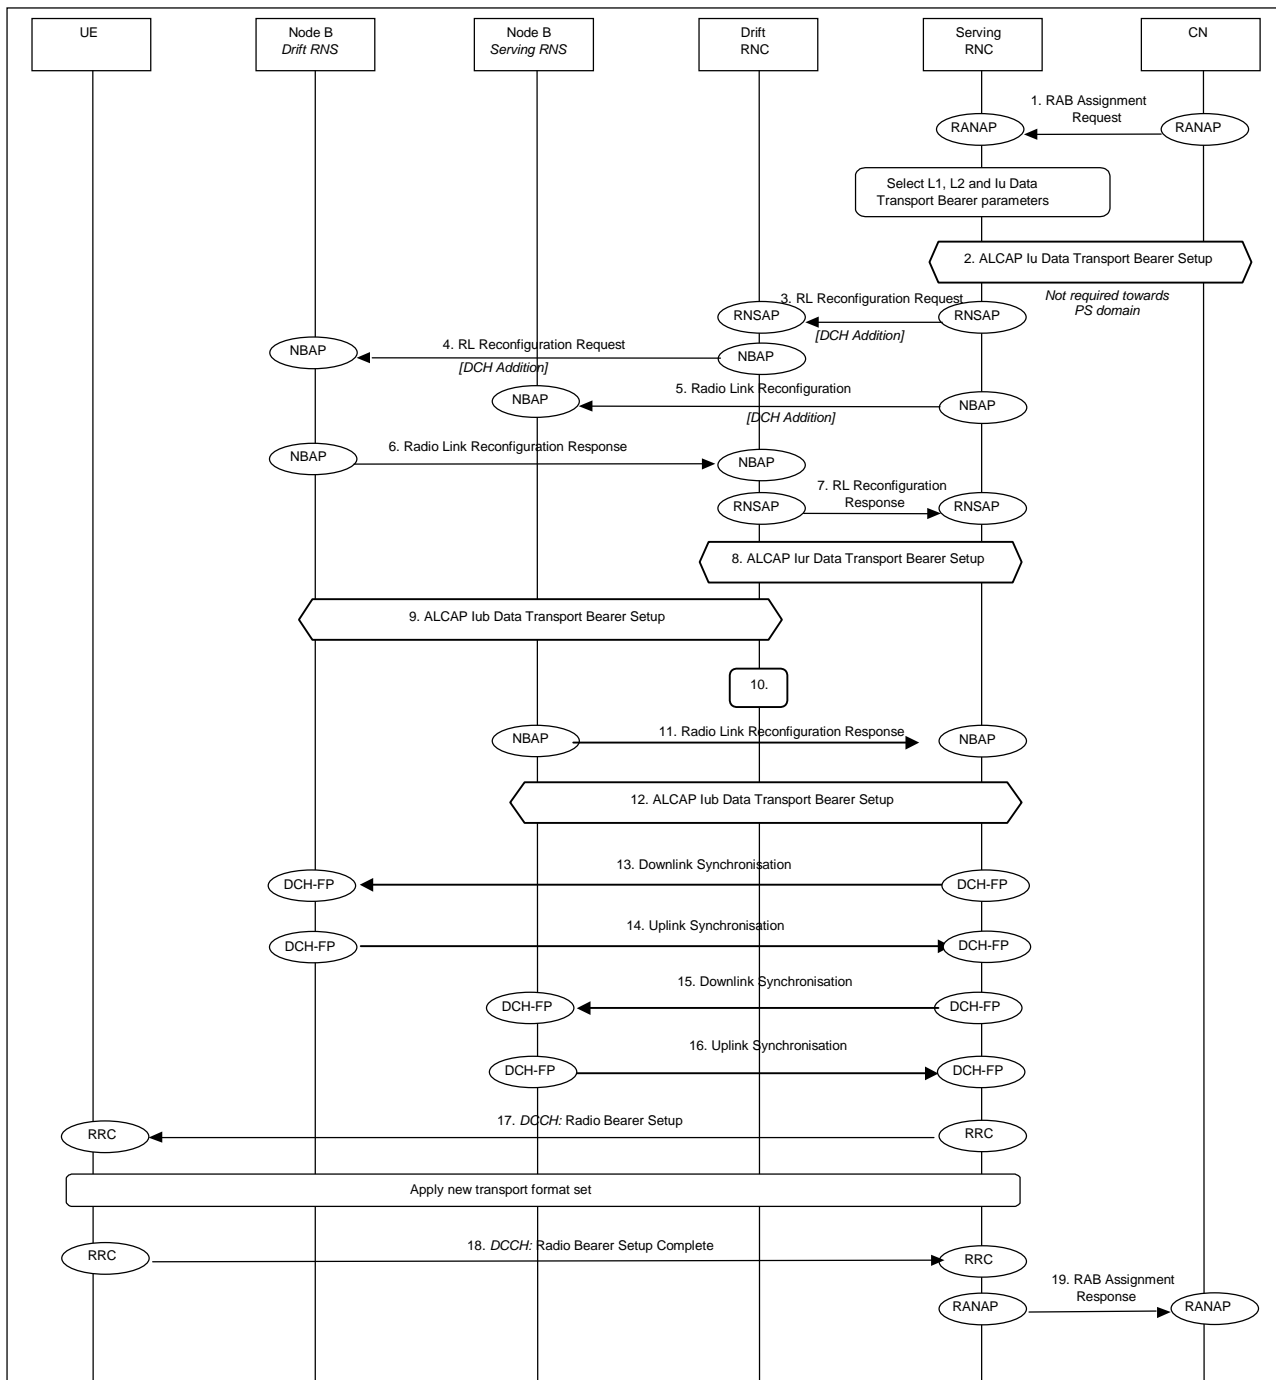 UE
Node B
Drift RNS
Node B
Serving RNS
Drift
RNC
Serving
RNC
CN
1. RAB Assignment
Request
RANAP
RANAP
Select L1, L2 and Iu Data
Transport Bearer parameters
2. ALCAP Iu Data Transport Bearer Setup
Not required towards
PS domain
3. RL Reconfiguration Request
RNSAP
RNSAP
[DCH Addition]
4. RL Reconfiguration Request
NBAP
NBAP
[DCH Addition]
5. Radio Link Reconfiguration
NBAP
NBAP
[DCH Addition]
6. Radio Link Reconfiguration Response
NBAP
NBAP
7. RL Reconfiguration
Response
RNSAP
RNSAP
8. ALCAP Iur Data Transport Bearer Setup
9. ALCAP Iub Data Transport Bearer Setup
10.
11. Radio Link Reconfiguration Response
NBAP
NBAP
12. ALCAP Iub Data Transport Bearer Setup
13. Downlink Synchronisation
DCH-FP
DCH-FP
14. Uplink Synchronisation
DCH-FP
DCH-FP
15. Downlink Synchronisation
DCH-FP
DCH-FP
16. Uplink Synchronisation
DCH-FP
DCH-FP
17. DCCH: Radio Bearer Setup
RRC
RRC
Apply new transport format set
18. DCCH: Radio Bearer Setup Complete
RRC
RRC
19. RAB Assignment
Response
RANAP
RANAP